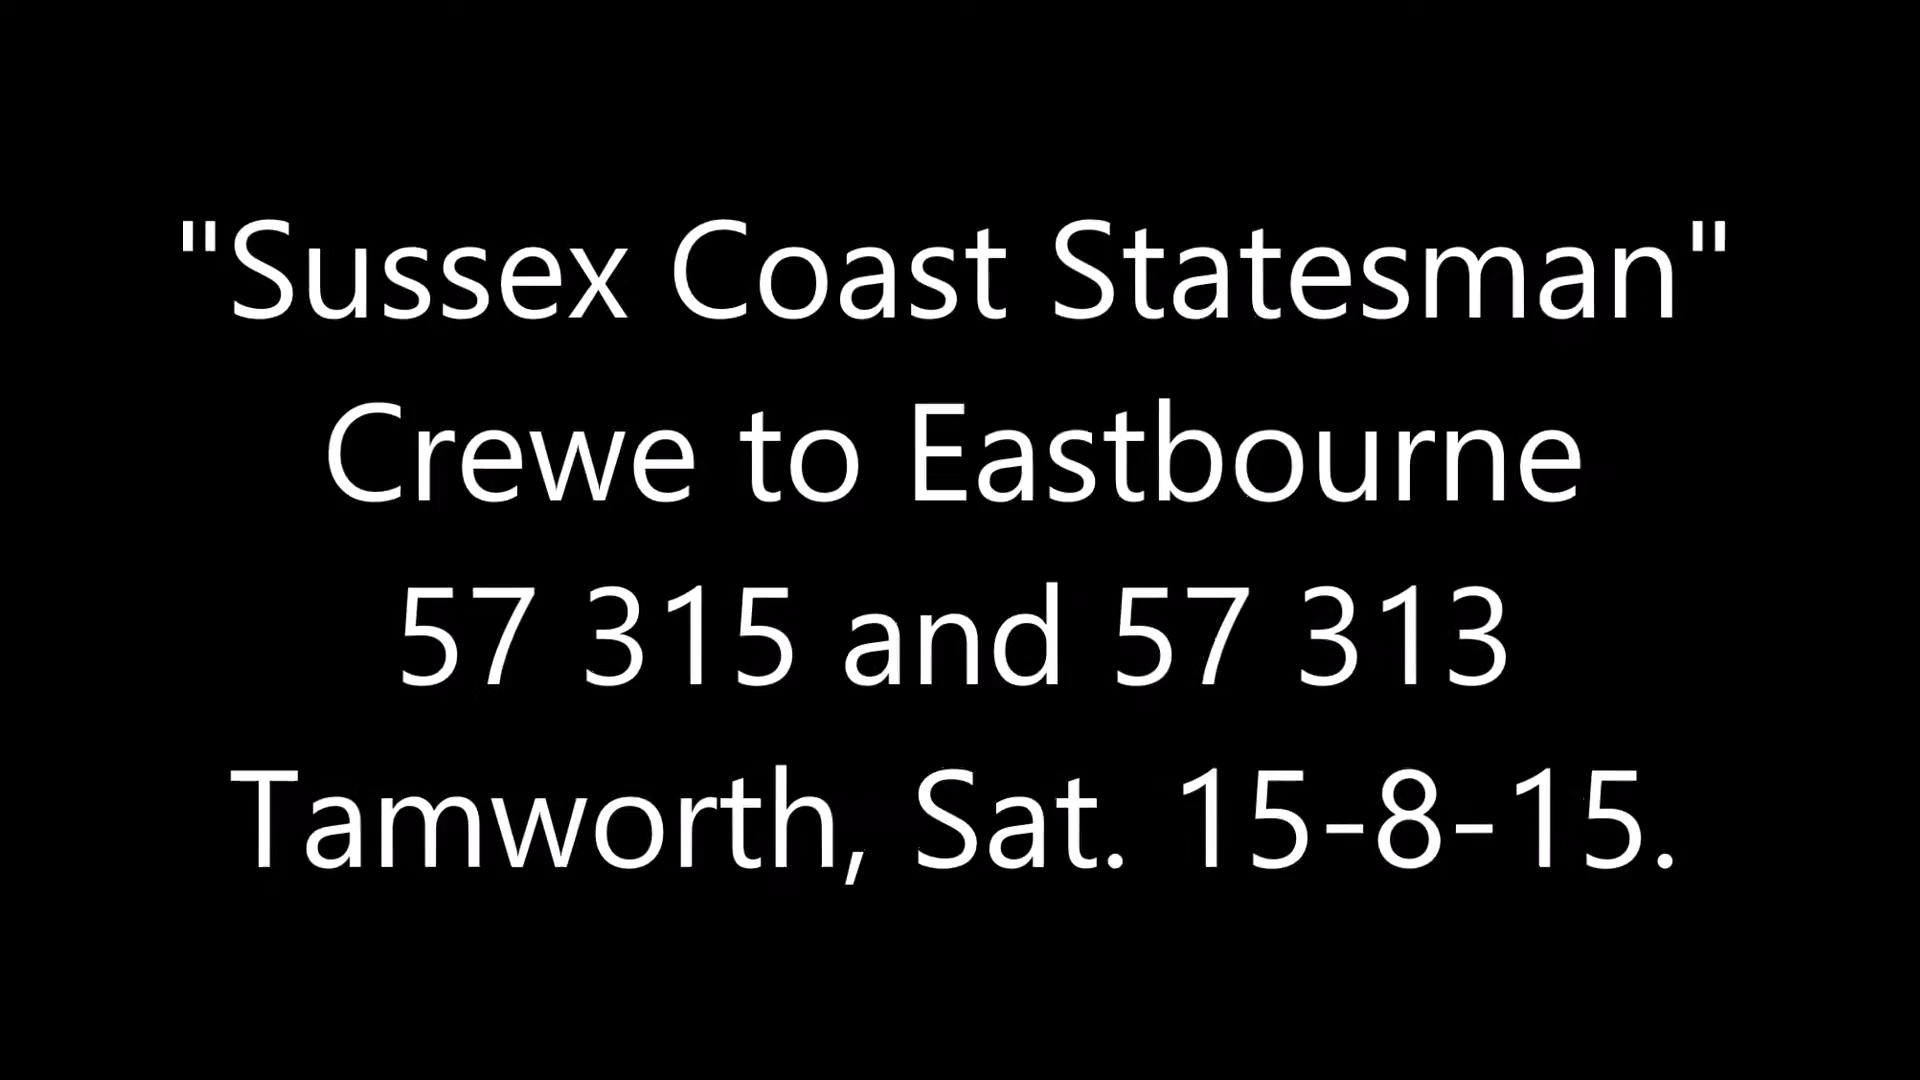 "Sussex Coast Statesman"
Crewe to Eastbourne
57 315 and 57 313
Tamworth, Sat. 15-8-15.